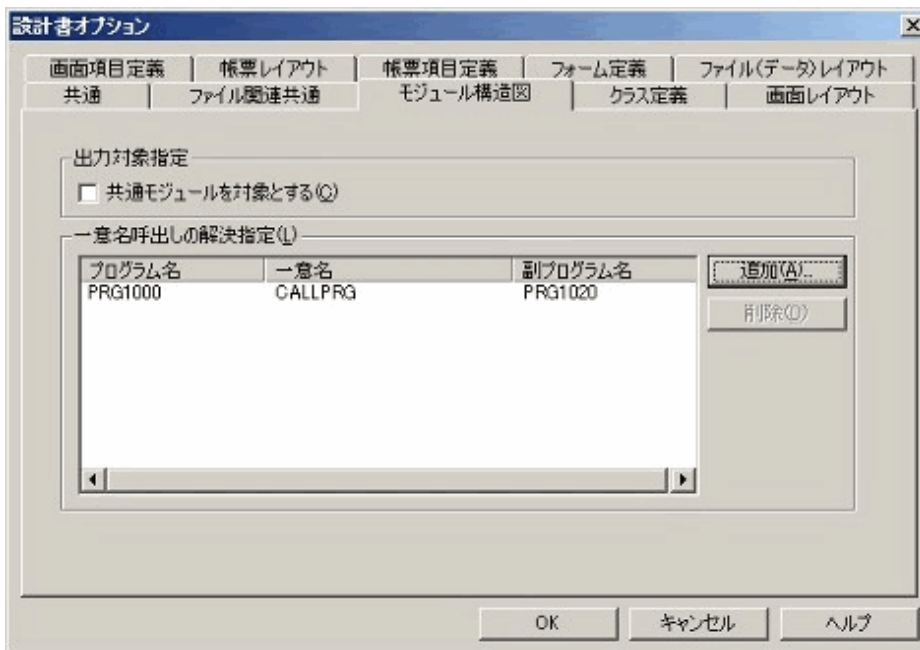 設計書オプション
画面項目定義 帳票レイアウト 帳票項目定義 フォーム定義 ファイル(データ)レイアウト
共通 ファイル関連共通 モジュール構造図 クラス定義 画面レイアウト
出力対象指定
共通モジュールを対象とする(C)
一意名呼出しの解決指定(L)
プログラム名 一意名 副プログラム名 追加(A)...
PRG1000 CALLPRG PRG1020
削除(D)
OK キャンセル ヘルプ